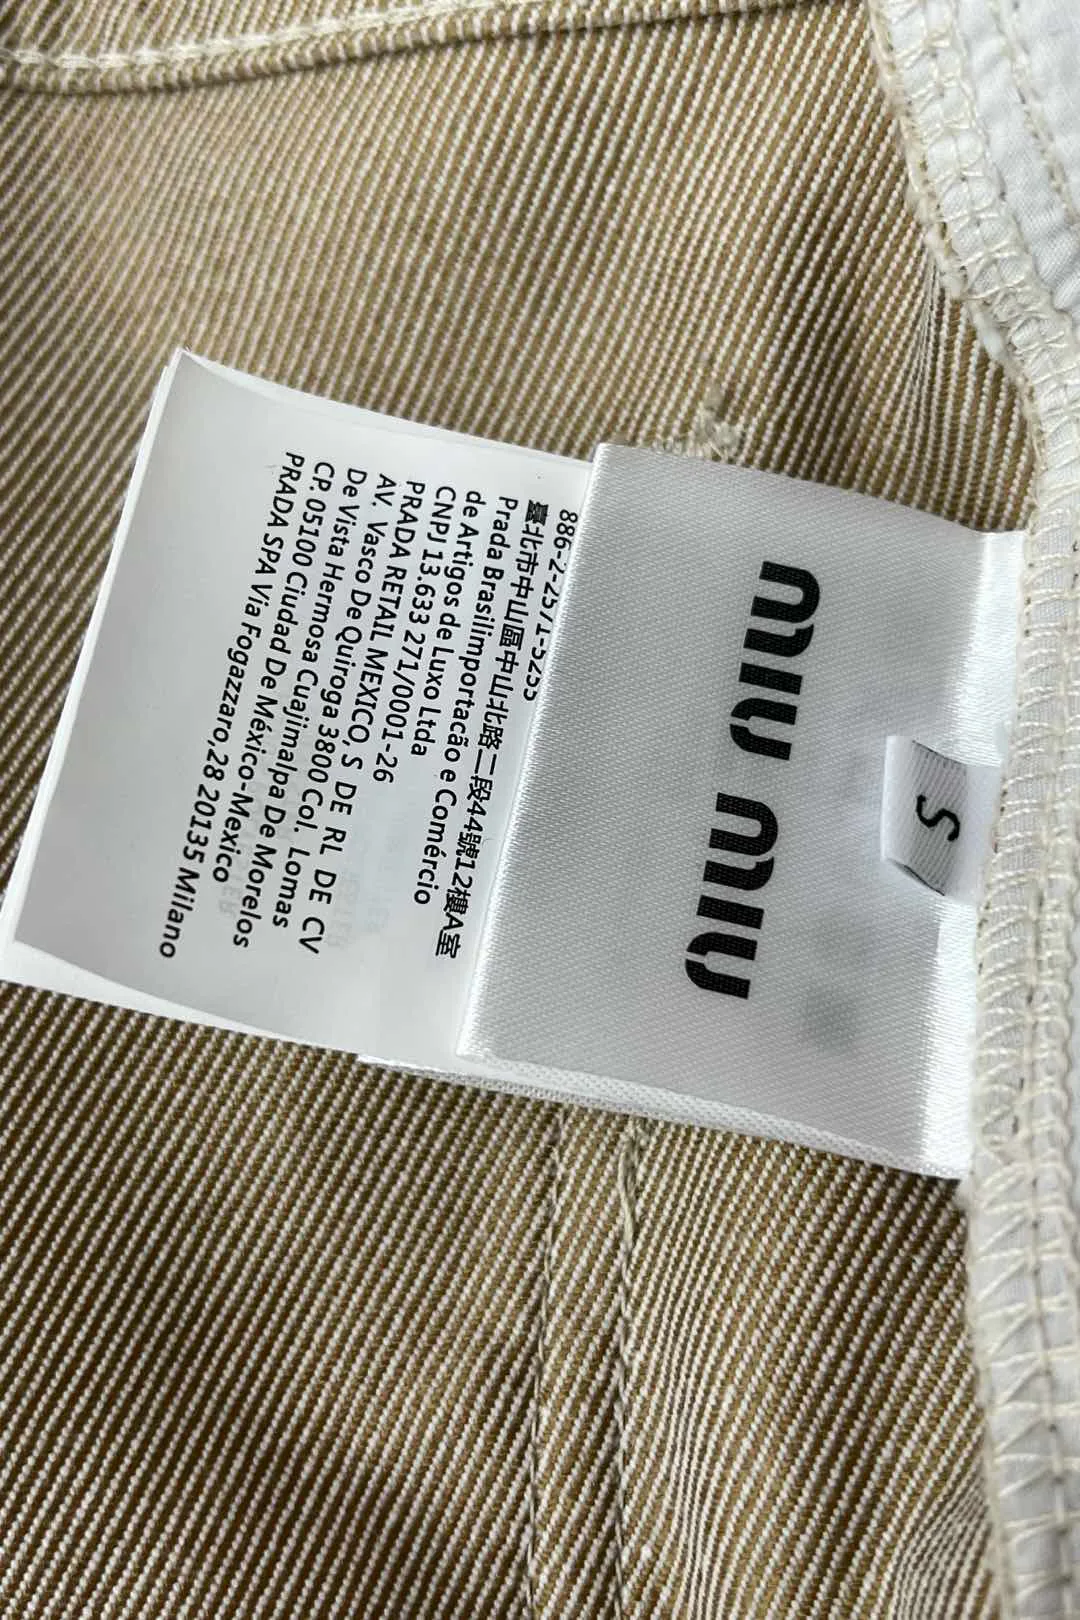 S
miu miu
886-2-2571-5235
臺北市中山區中山北路二段44號12樓A室
Prada Brasilimportacão e Comércio
de Artigos de Luxo Ltda
CNPJ 13.633 271/0001-26
PRADA RETAIL MEXICO, S DE RL DE CV
AV. Vasco De Quiroga 3800 Col. Lomas
De Vista Hermosa Cuajimalpa De Morelos
CP. 05100 Ciudad De México-Mexico
PRADA SPA Via Fogazzaro,28 20135 Milano